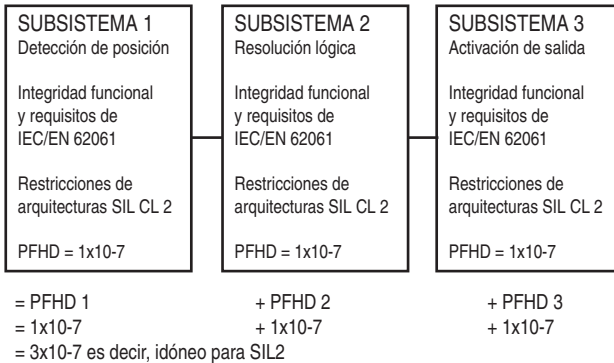 SUBSISTEMA 1
Detección de posición
Integridad funcional
y requisitos de
IEC/EN 62061
Restricciones de
arquitecturas SIL CL 2
PFHD = 1x10-7
SUBSISTEMA 2
Resolución lógica
Integridad funcional
y requisitos de
IEC/EN 62061
Restricciones de
arquitecturas SIL CL 2
PFHD = 1x10-7
SUBSISTEMA 3
Activación de salida
Integridad funcional
y requisitos de
IEC/EN 62061
Restricciones de
arquitecturas SIL CL 2
PFHD = 1x10-7
= PFHD 1 + PFHD 2 + PFHD 3
= 1x10-7 + 1x10-7 + 1x10-7
= 3x10-7 es decir, idóneo para SIL2